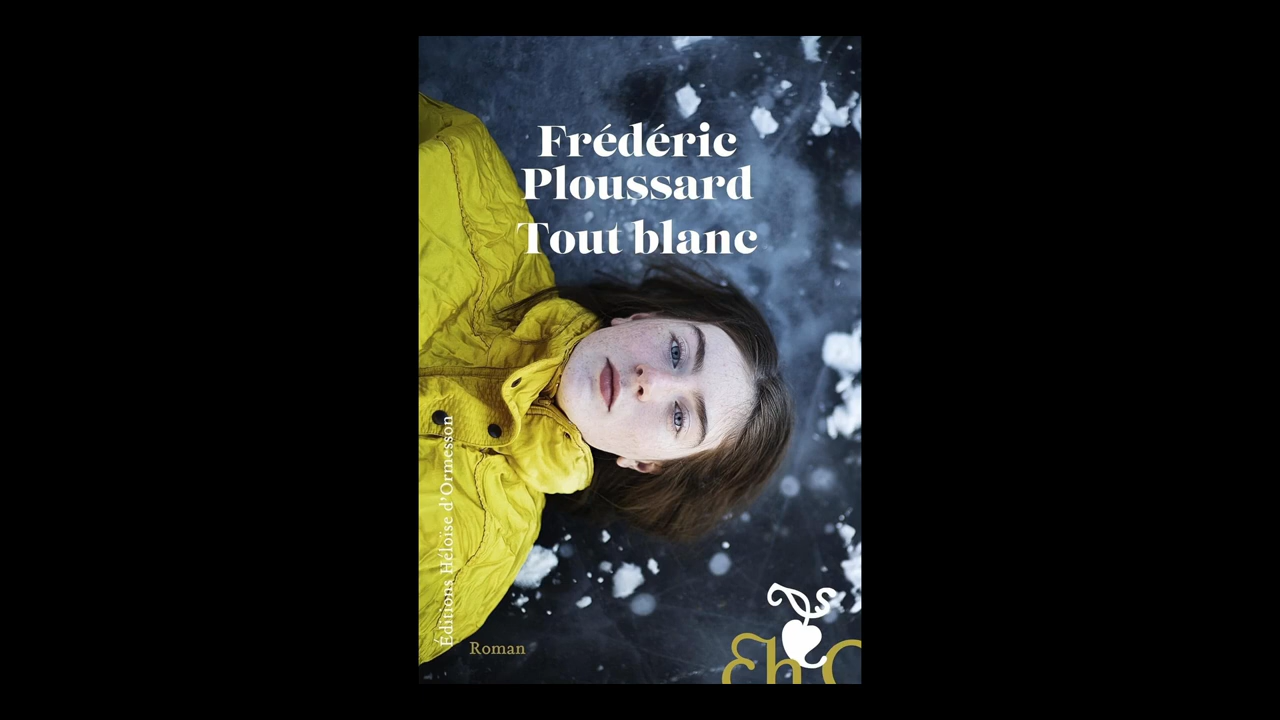 Frédéric
Ploussard
Tout blanc
Éditions Héloïse d'Ormesson
Roman
EhO